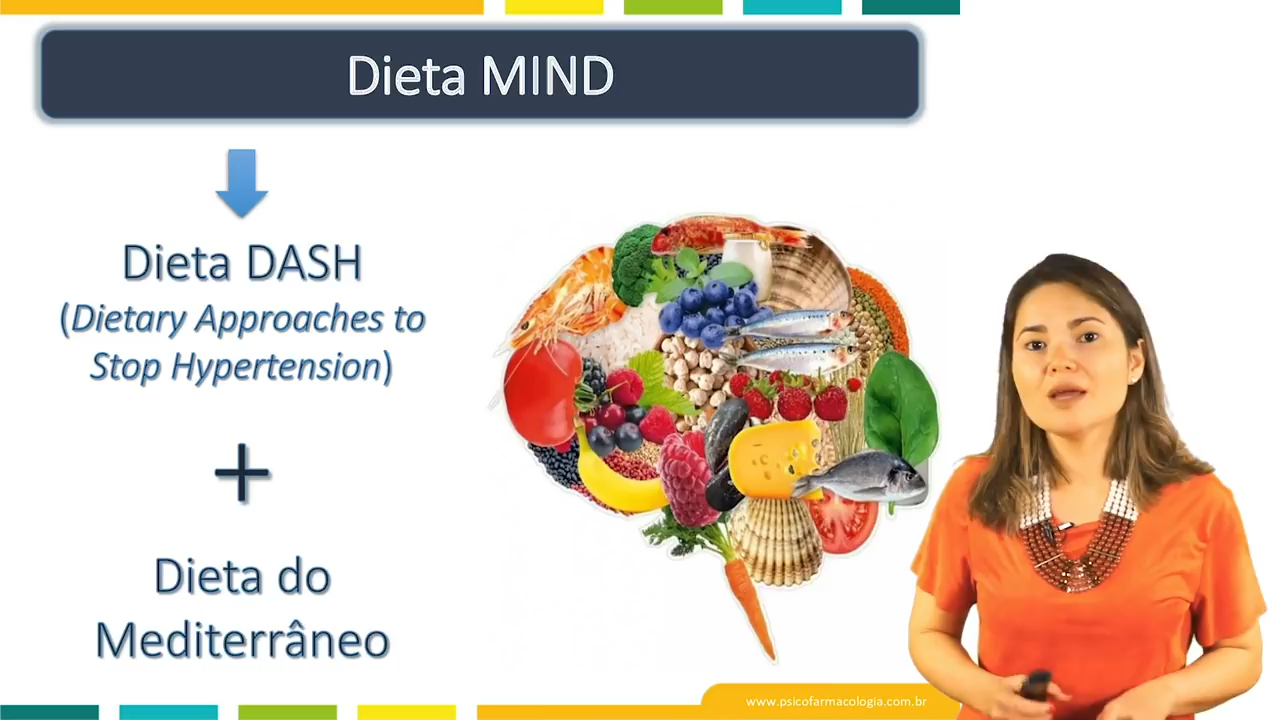 Dieta MIND
Dieta DASH
(Dietary Approaches to
Stop Hypertension)
+
Dieta do
Mediterrâneo
www.psicofarmacologia.com.br